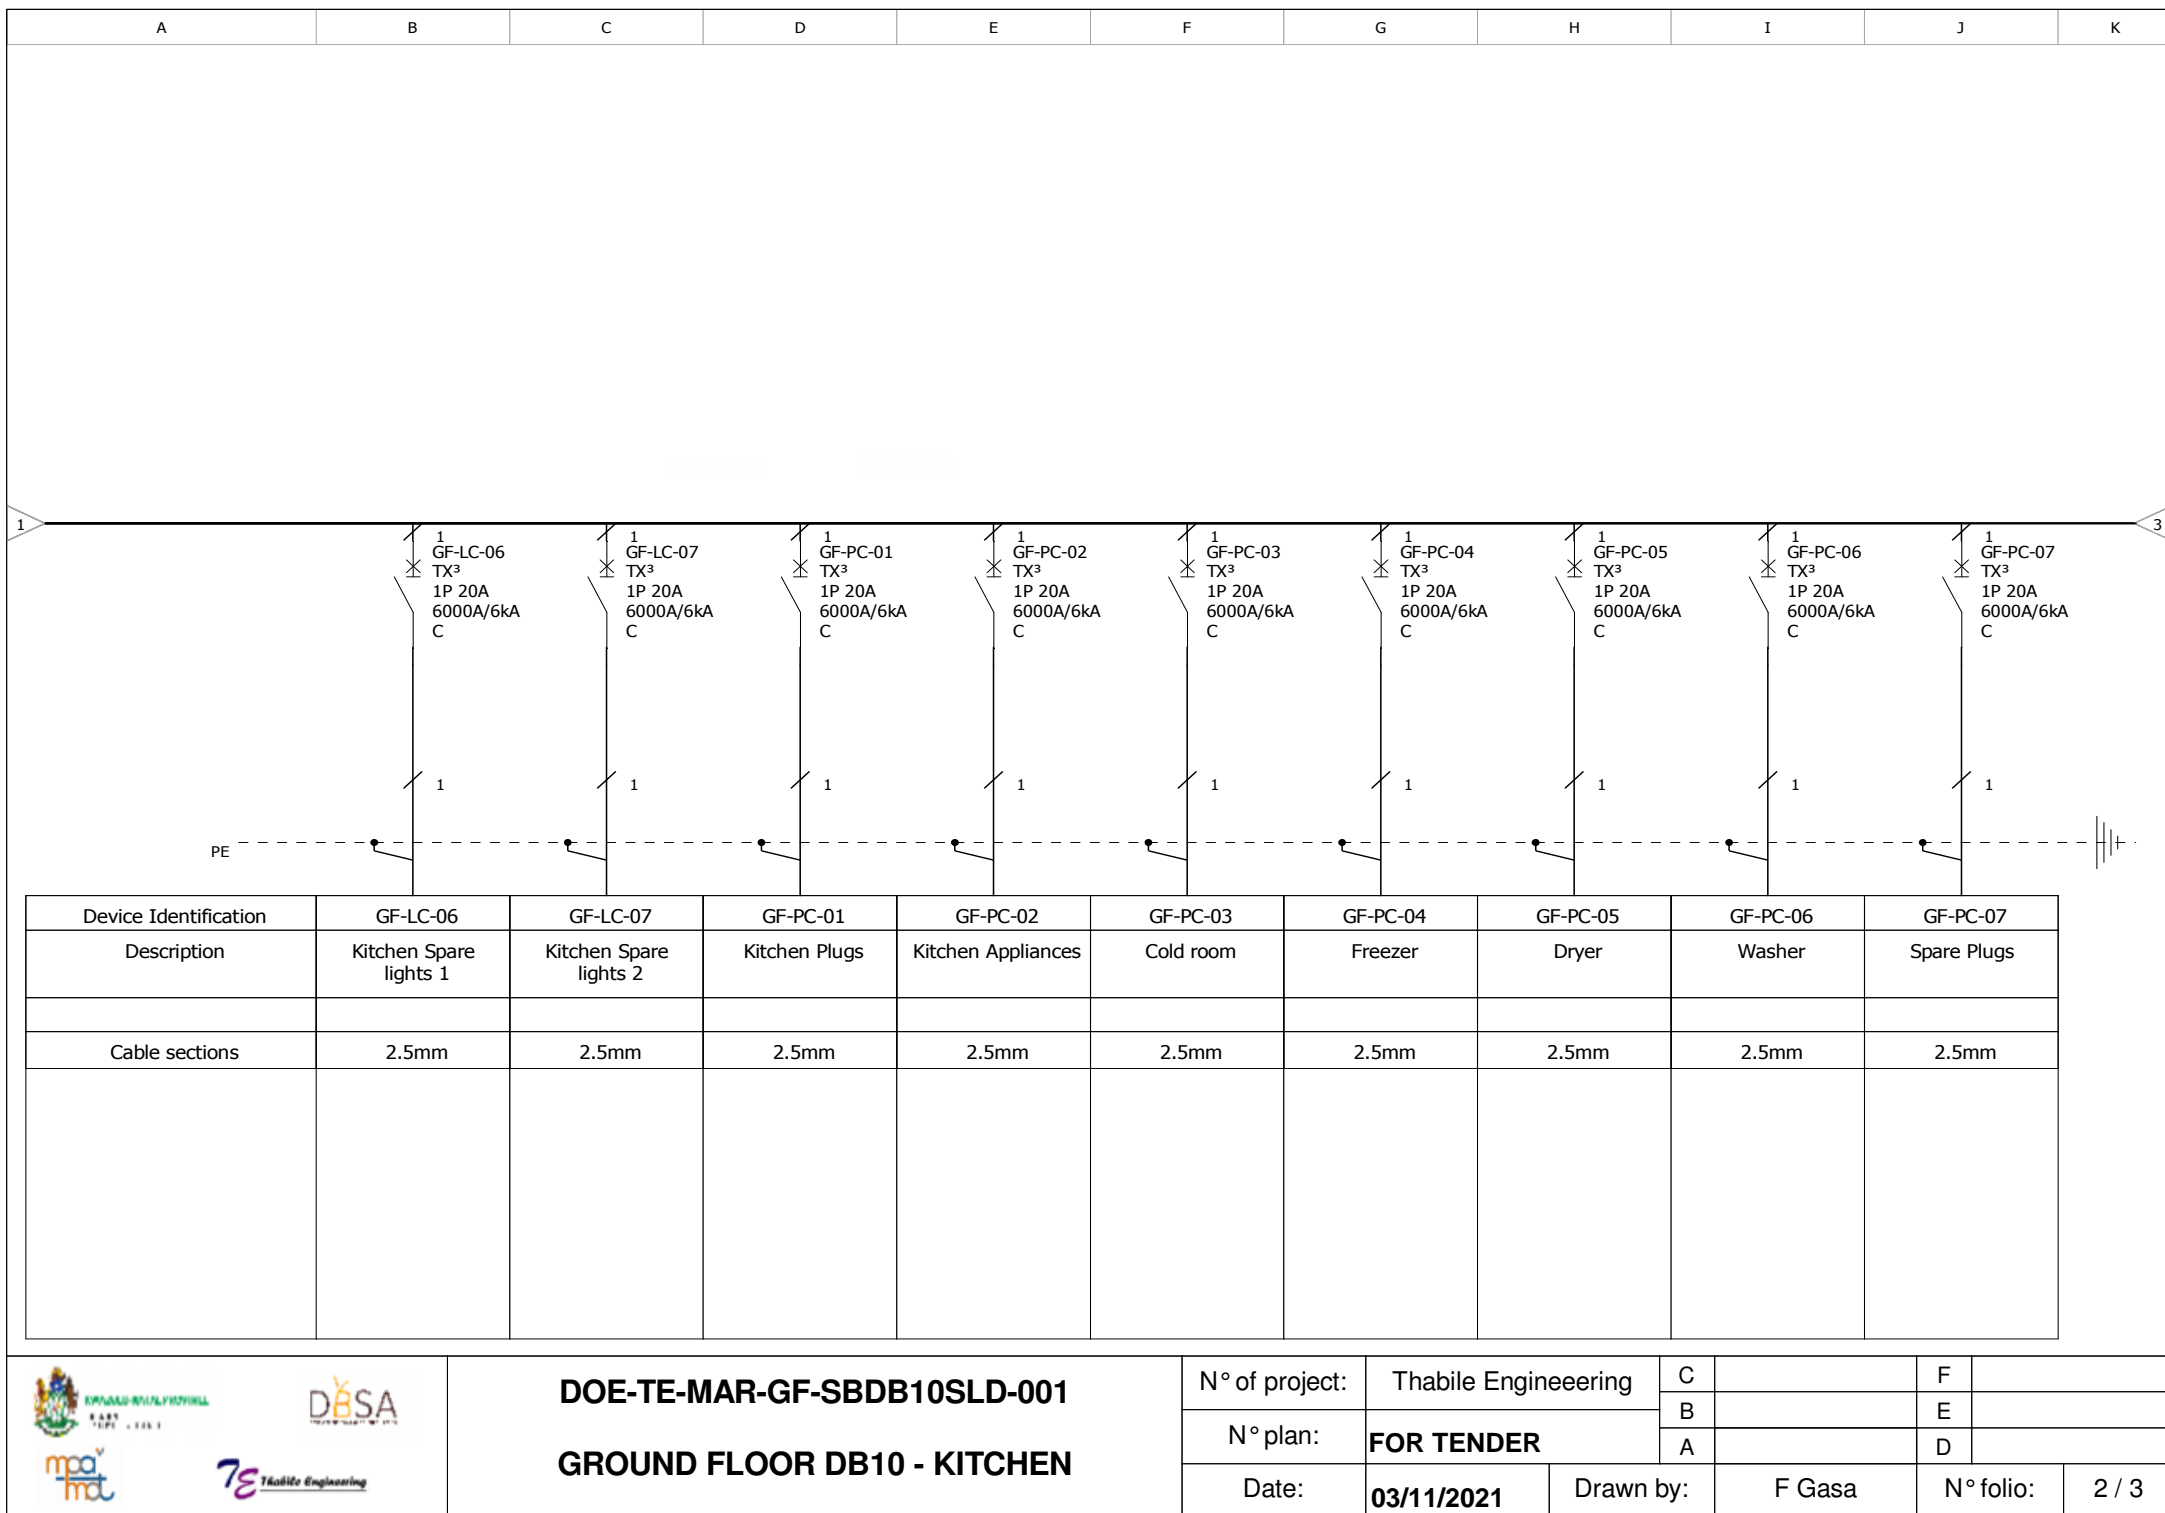 A B C D E F G H I J K
1 3
1 1 1 1 1 1 1 1 1
GF-LC-06 GF-LC-07 GF-PC-01 GF-PC-02 GF-PC-03 GF-PC-04 GF-PC-05 GF-PC-06 GF-PC-07
TX³ TX³ TX³ TX³ TX³ TX³ TX³ TX³ TX³
1P 20A 1P 20A 1P 20A 1P 20A 1P 20A 1P 20A 1P 20A 1P 20A 1P 20A
6000A/6kA 6000A/6kA 6000A/6kA 6000A/6kA 6000A/6kA 6000A/6kA 6000A/6kA 6000A/6kA 6000A/6kA
C C C C C C C C C
1 1 1 1 1 1 1 1 1
PE
Device Identification GF-LC-06 GF-LC-07 GF-PC-01 GF-PC-02 GF-PC-03 GF-PC-04 GF-PC-05 GF-PC-06 GF-PC-07
Description Kitchen Spare Kitchen Spare Kitchen Plugs Kitchen Appliances Cold room Freezer Dryer Washer Spare Plugs
lights 1 lights 2
Cable sections 2.5mm 2.5mm 2.5mm 2.5mm 2.5mm 2.5mm 2.5mm 2.5mm 2.5mm
DBSA
mpa
mdt
TE Thabile Engineering
DOE-TE-MAR-GF-SBDB10SLD-001
GROUND FLOOR DB10 - KITCHEN
N° of project: Thabile Engineeering C F
B E
N° plan: FOR TENDER A D
Date: 03/11/2021 Drawn by: F Gasa N° folio: 2 / 3